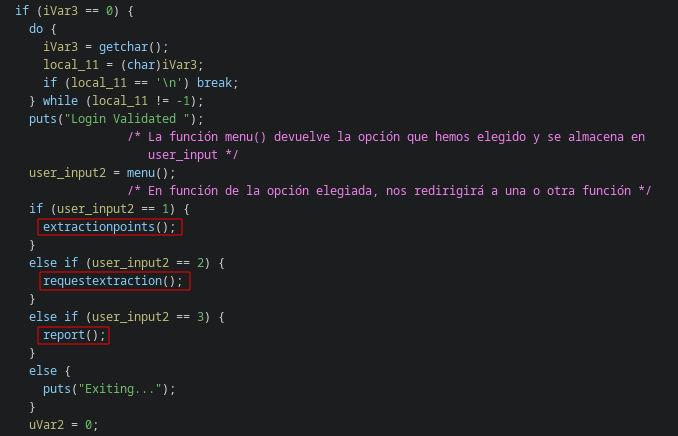 if (iVar3 == 0) {
do {
iVar3 = getchar();
local_11 = (char)iVar3;
if (local_11 == '\n') break;
} while (local_11 != -1);
puts("Login Validated ");
/* La función menu() devuelve la opción que hemos elegido y se almacena en
user_input */
user_input2 = menu();
/* En función de la opción elegiada, nos redirigirá a una o otra función */
if (user_input2 == 1) {
extractionpoints();
}
else if (user_input2 == 2) {
requestextraction();
}
else if (user_input2 == 3) {
report();
}
else {
puts("Exiting...");
}
uVar2 = 0;